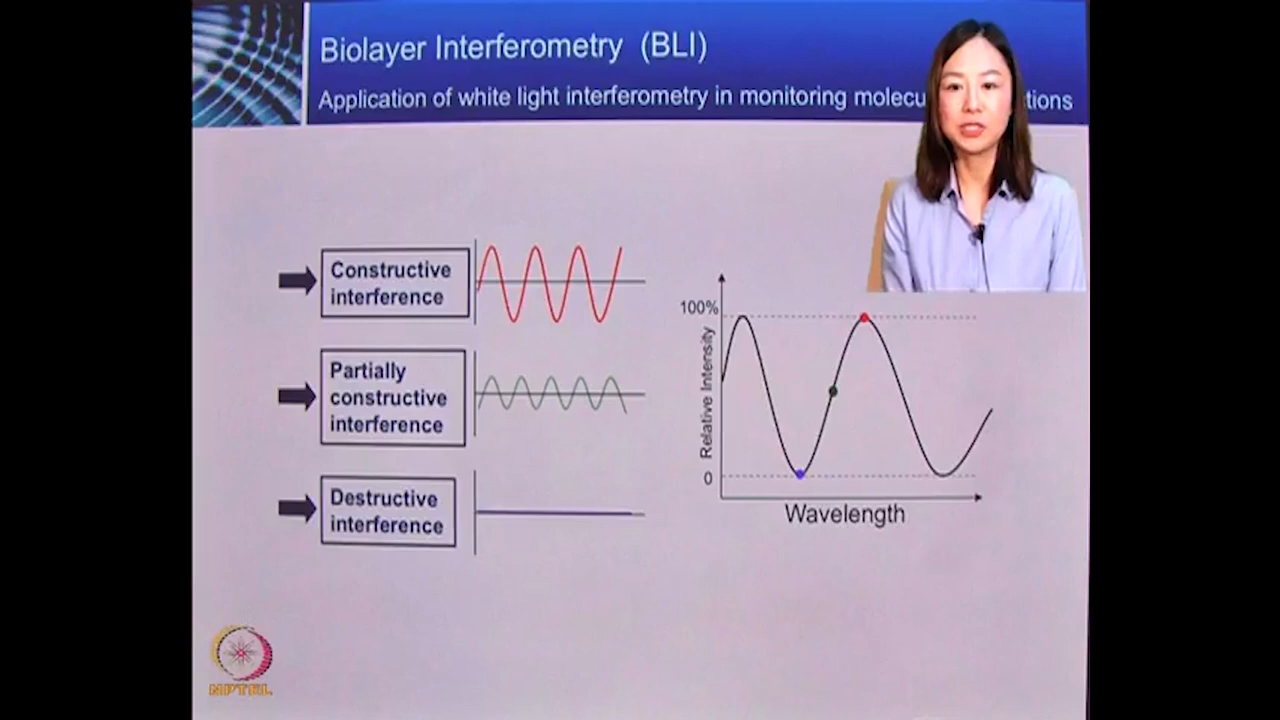 Biolayer Interferometry (BLI)
Application of white light interferometry in monitoring molecu tions
Constructive
interference
Partially
constructive
interference
Destructive
interference
100%
Relative Intensity
0
Wavelength
NPTEL